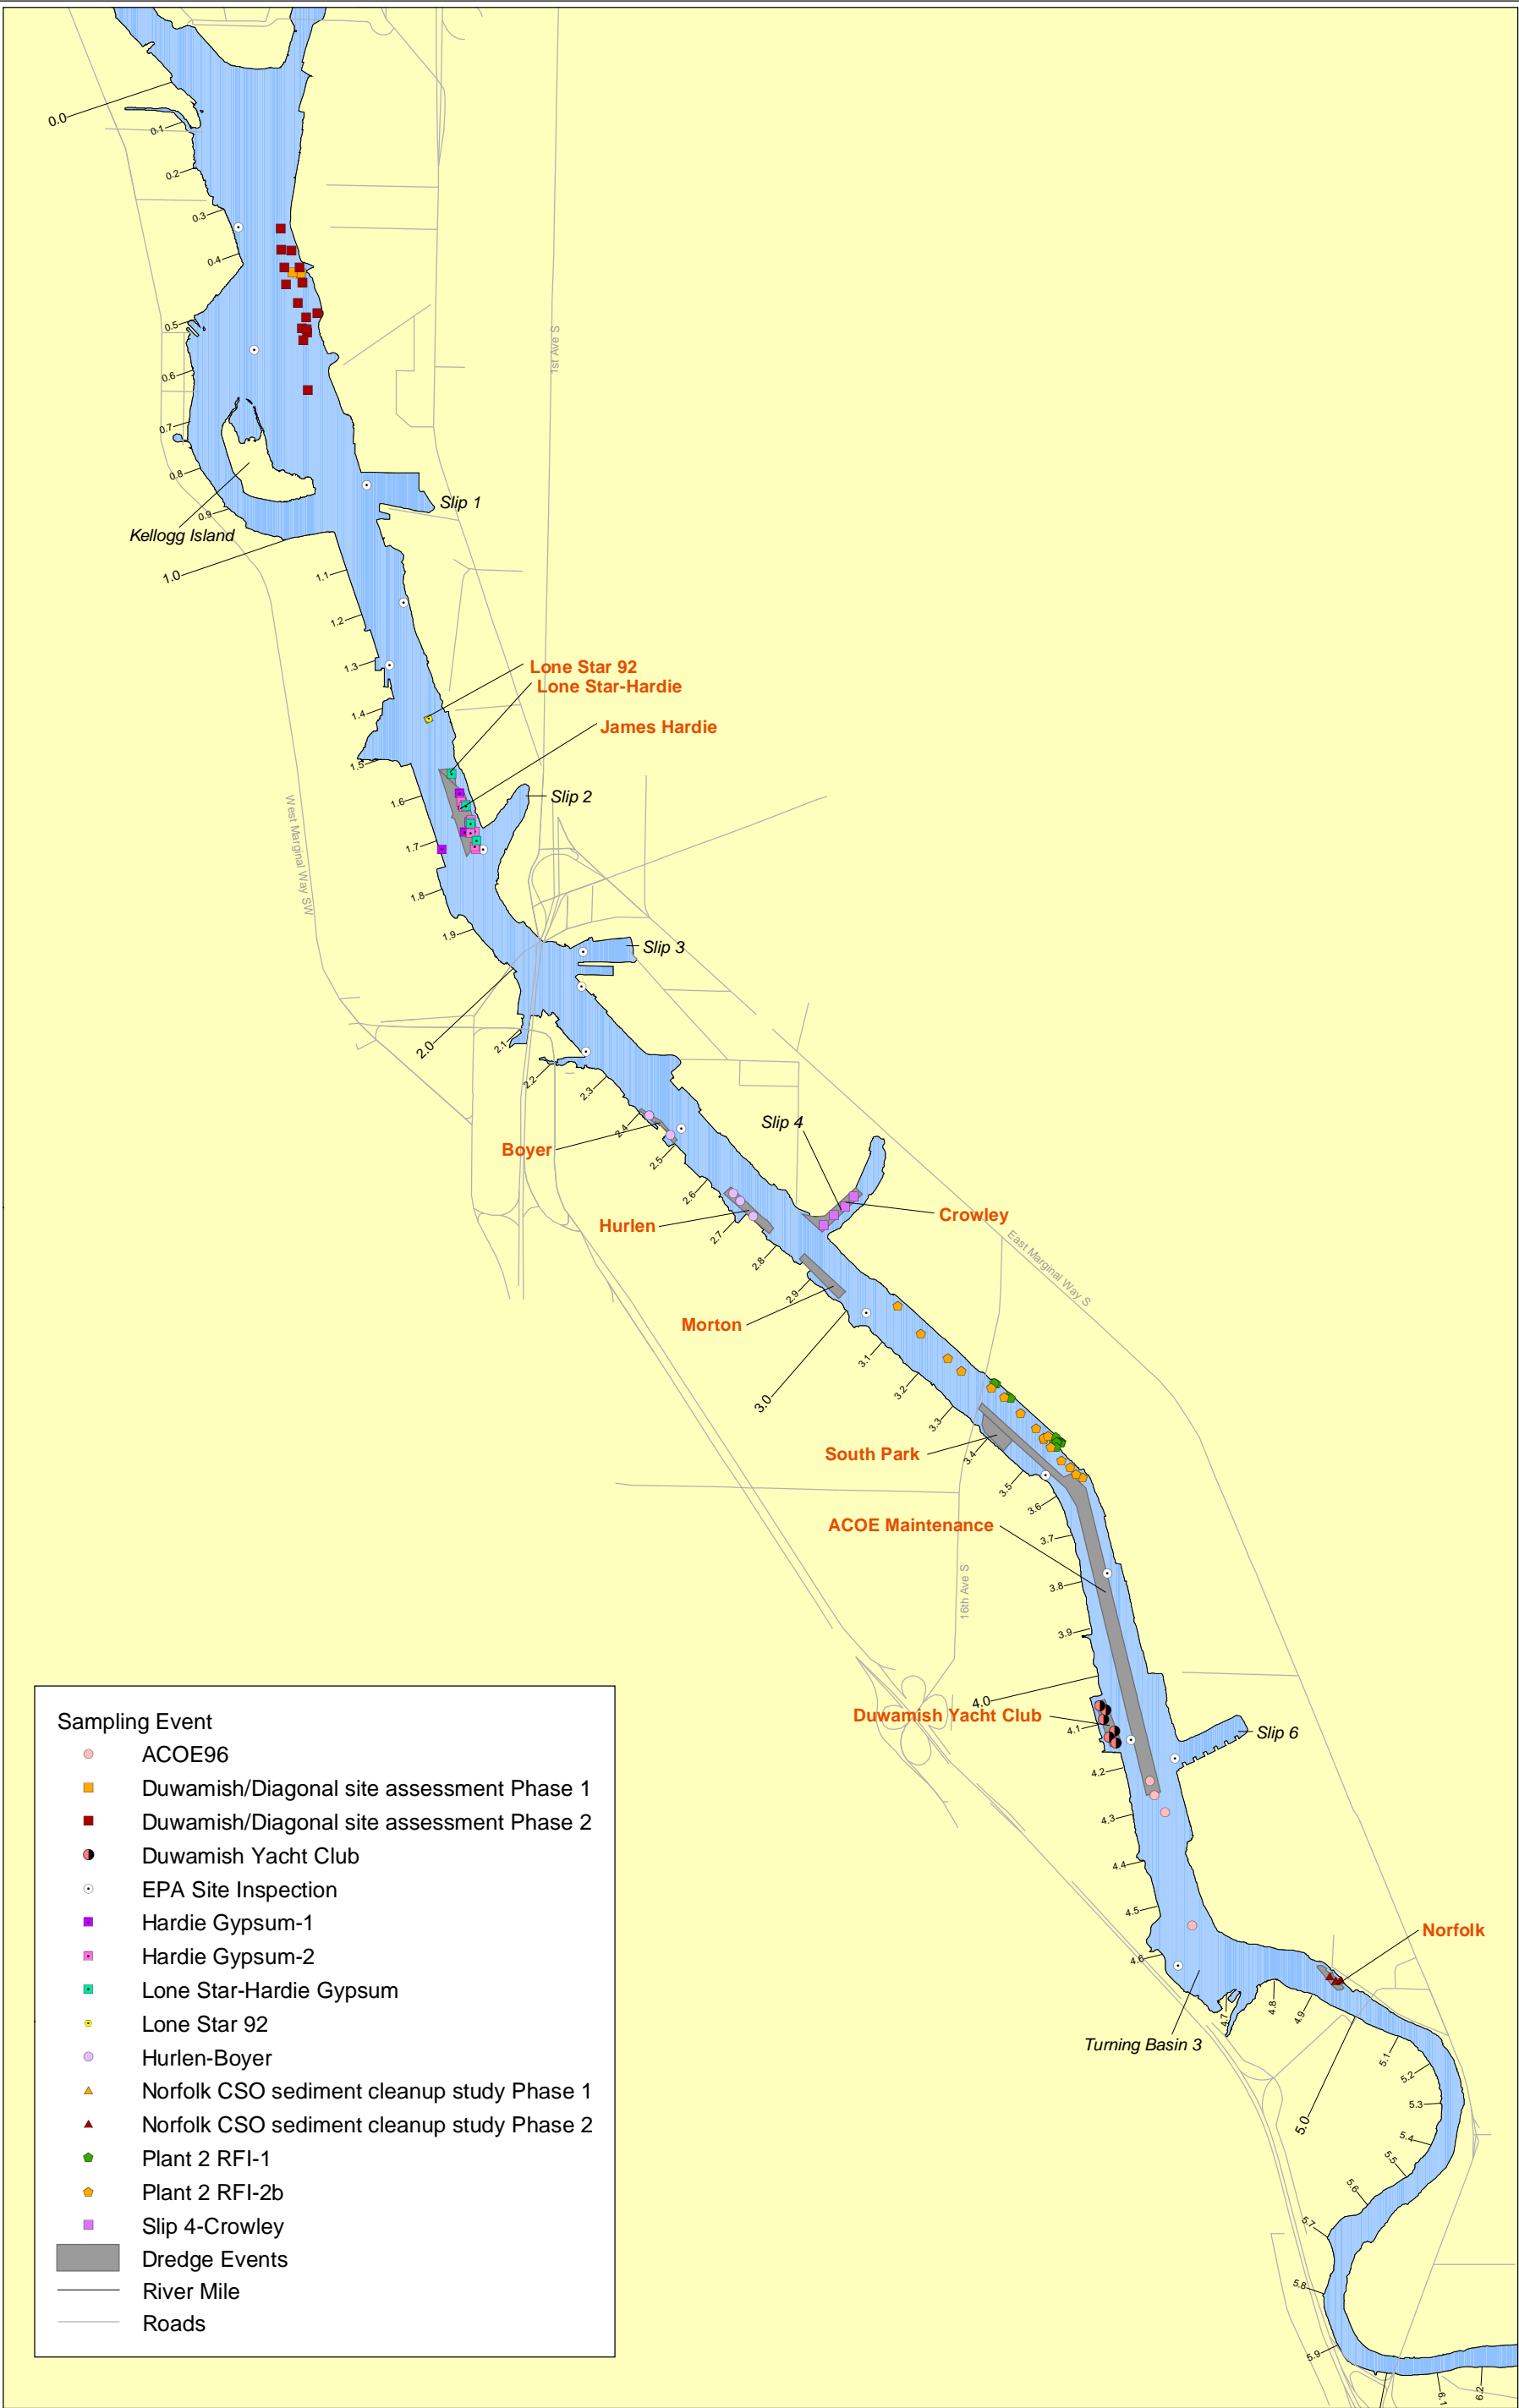 0.0
0.1
0.2
0.3
0.4
0.5
0.6
0.7
0.8
0.9
1st Ave S
Slip 1
Kellogg Island
1.0
1.1
1.2
1.3
Lone Star 92
Lone Star-Hardie
1.4
James Hardie
1.5
Slip 2
1.6
West Marginal Way SW
1.7
1.8
1.9
Slip 3
2.0
2.1
2.2
2.3
2.4
Slip 4
Boyer
2.5
2.6
Crowley
Hurlen
2.7
2.8
East Marginal Way S
2.9
Morton
3.1
3.0
3.2
3.3
South Park
3.4
3.5
3.6
ACOE Maintenance
3.7
3.8
16th Ave S
3.9
4.0
Duwamish Yacht Club
4.1
Slip 6
4.2
4.3
4.4
4.5
Norfolk
4.6
4.7
4.8
4.9
Turning Basin 3
5.1
5.2
5.3
5.0
5.4
5.5
5.6
5.7
5.8
5.9
6.1
6.2
Sampling Event
ACOE96
Duwamish/Diagonal site assessment Phase 1
Duwamish/Diagonal site assessment Phase 2
Duwamish Yacht Club
EPA Site Inspection
Hardie Gypsum-1
Hardie Gypsum-2
Lone Star-Hardie Gypsum
Lone Star 92
Hurlen-Boyer
Norfolk CSO sediment cleanup study Phase 1
Norfolk CSO sediment cleanup study Phase 2
Plant 2 RFI-1
Plant 2 RFI-2b
Slip 4-Crowley
Dredge Events
River Mile
Roads